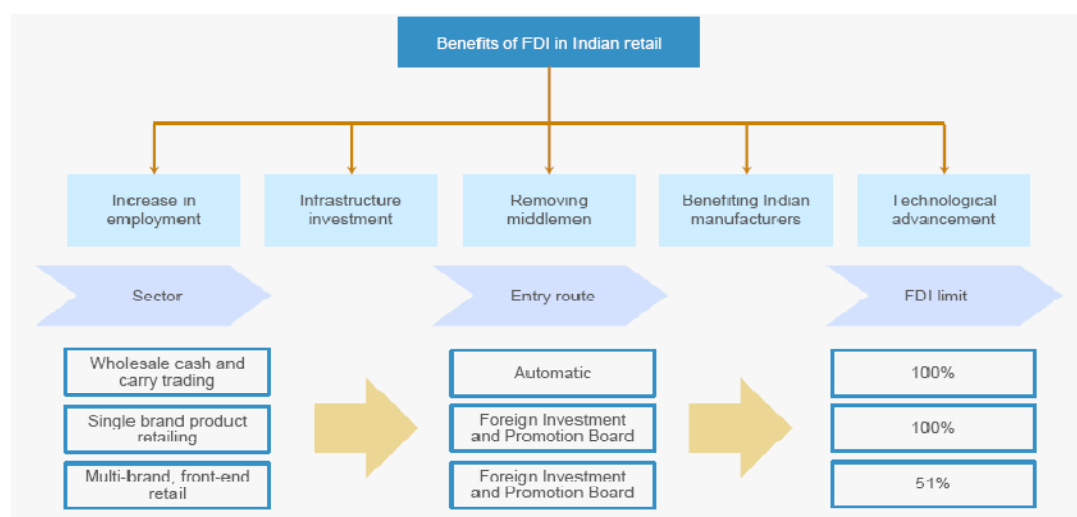 Benefits of FDI in Indian retail
Increase in
employment
Infrastructure
investment
Removing
middlemen
Benefiting Indian
manufacturers
Technological
advancement
Sector
Entry route
FDI limit
Wholesale cash and
carry trading
Automatic
100%
Single brand product
retailing
Foreign Investment
and Promotion Board
100%
Multi-brand, front-end
retail
Foreign Investment
and Promotion Board
51%